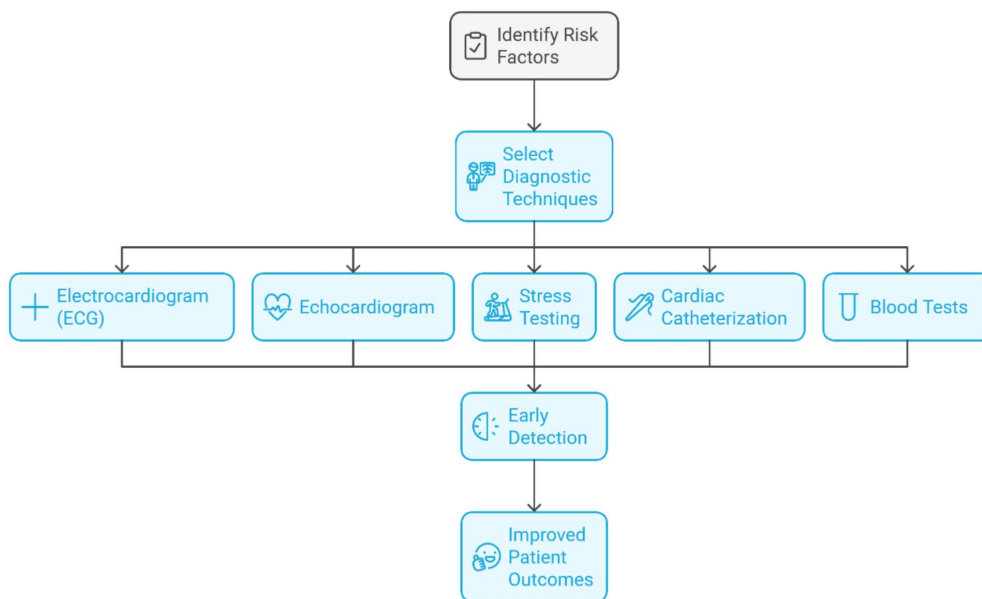 Identify Risk
Factors
Select
Diagnostic
Techniques
Electrocardiogram
(ECG)
Echocardiogram
Stress
Testing
Cardiac
Catheterization
Blood Tests
Early
Detection
Improved
Patient
Outcomes